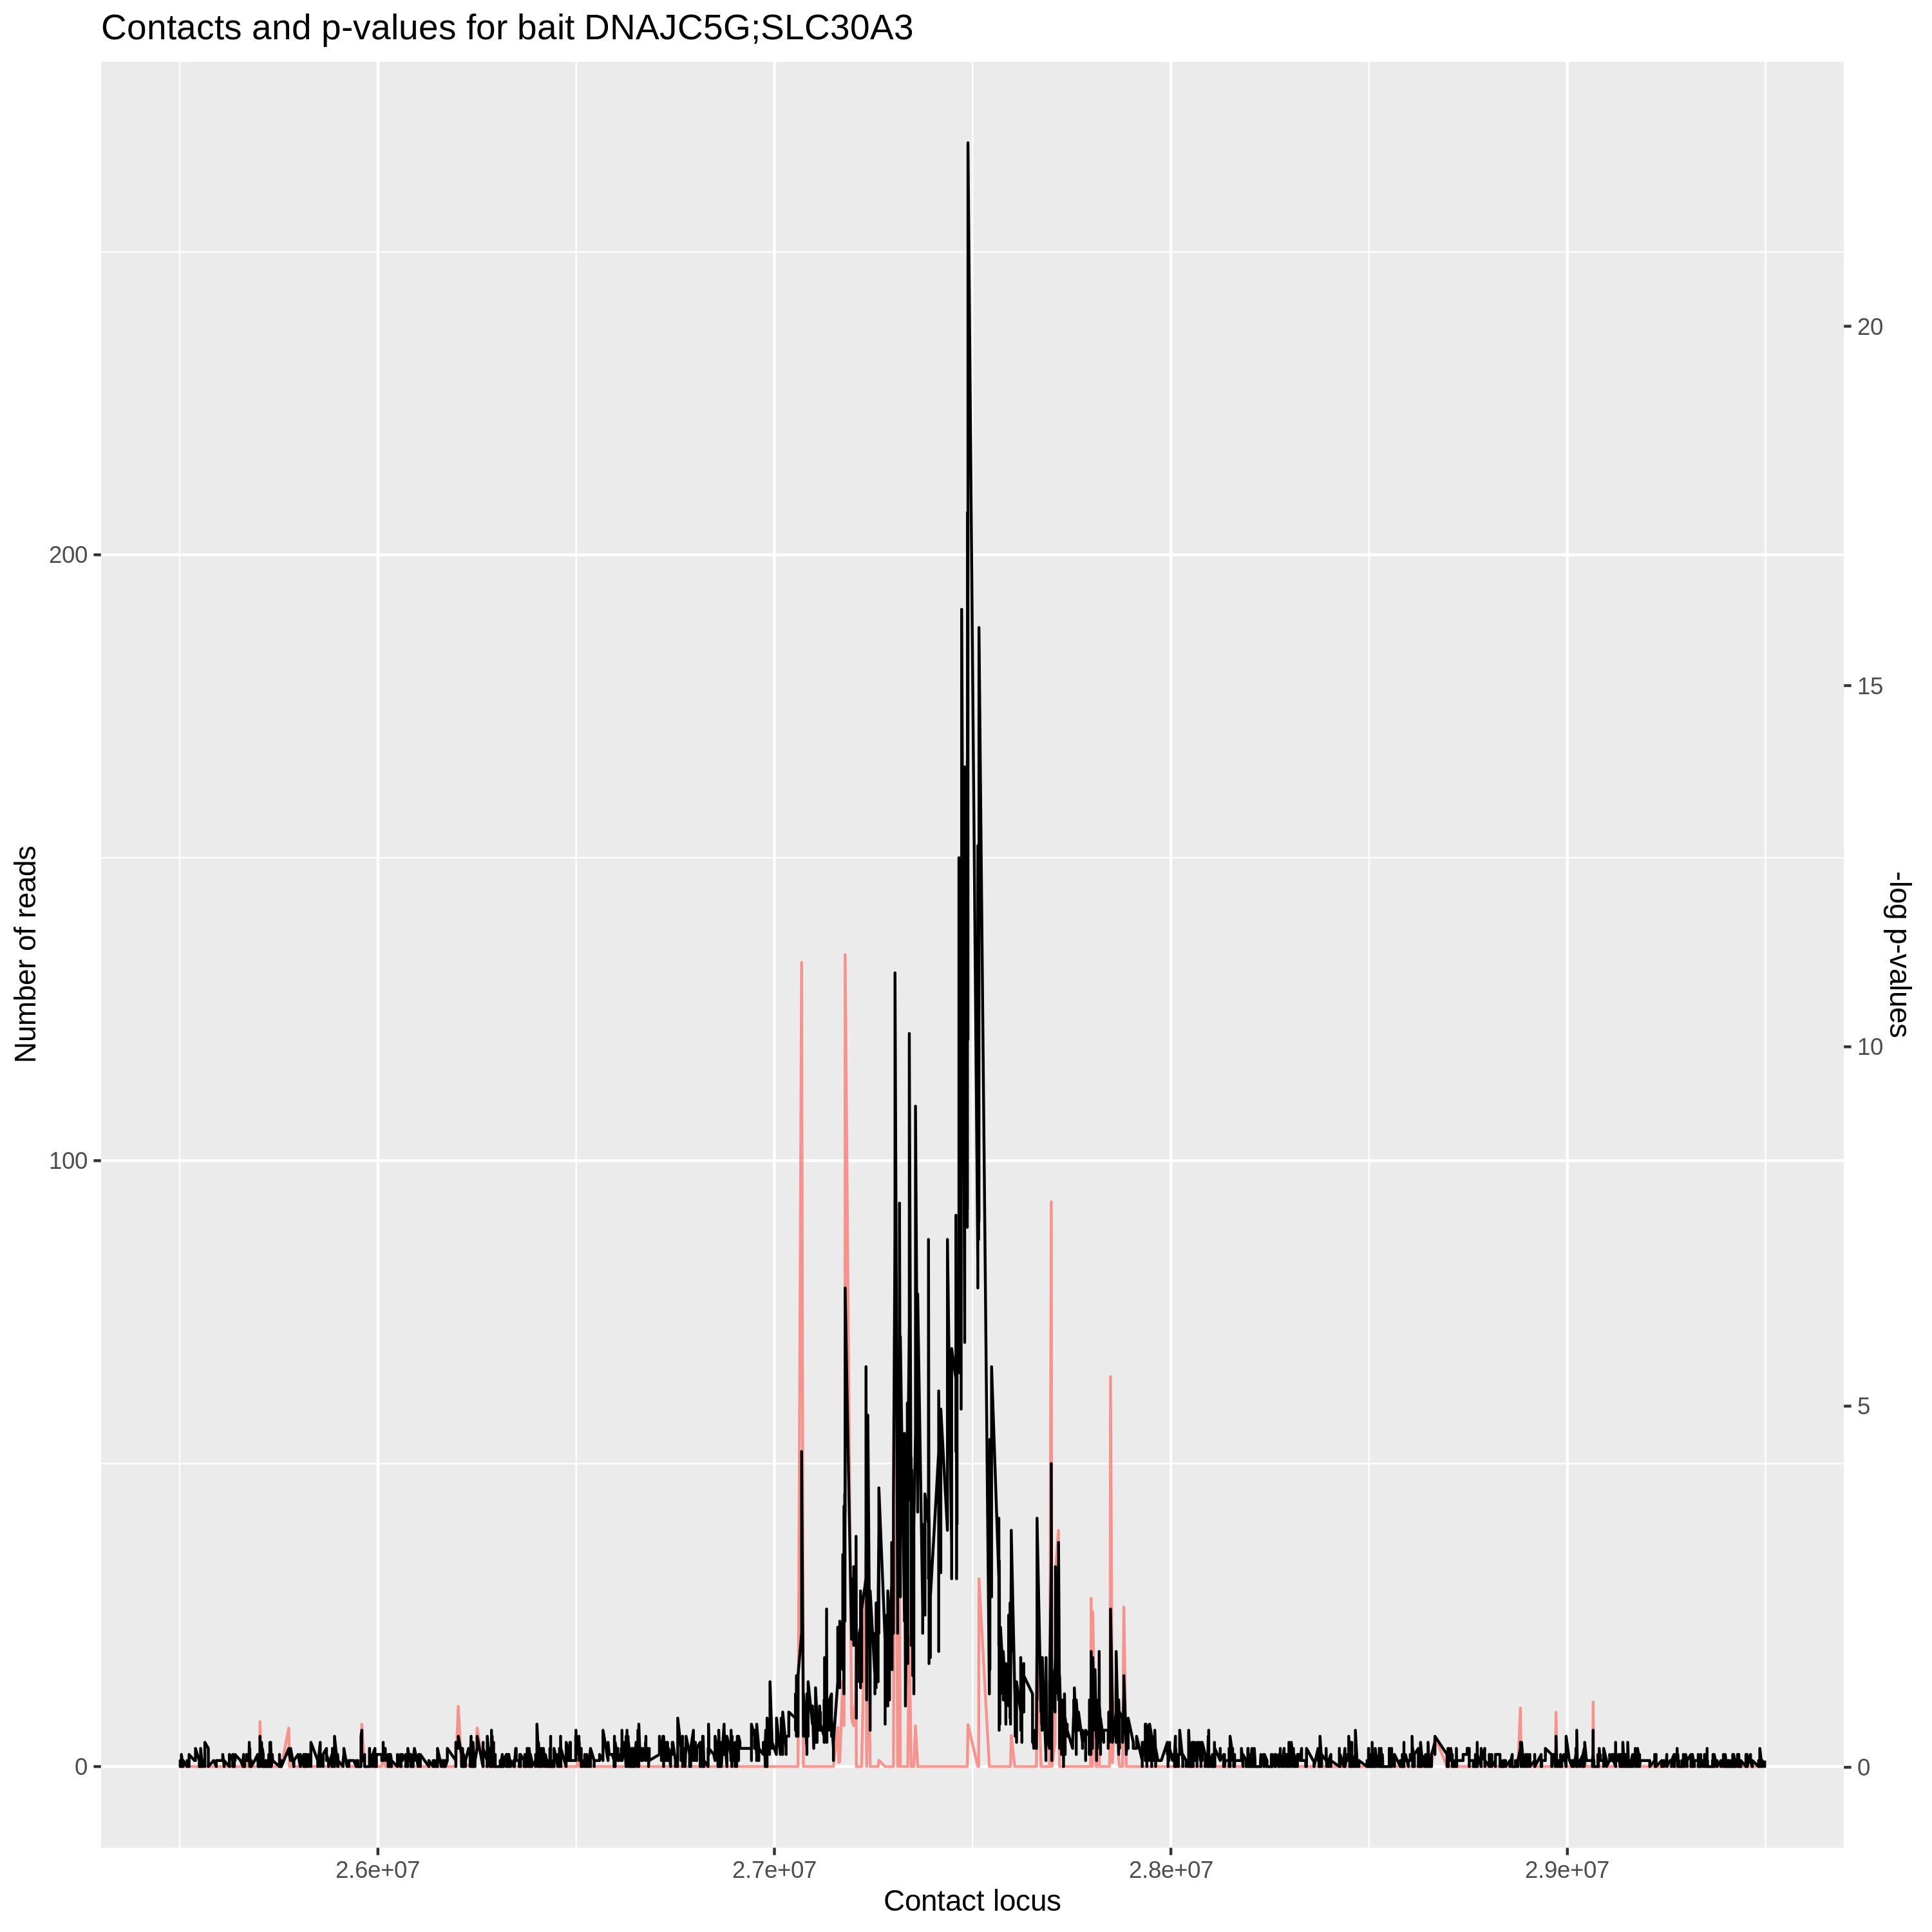 Contacts and p-values for bait DNAJC5G;SLC30A3
Number of reads
200
100
0
20
15
10
5
0
-log p-values
2.6e+07
2.7e+07
2.8e+07
2.9e+07
Contact locus